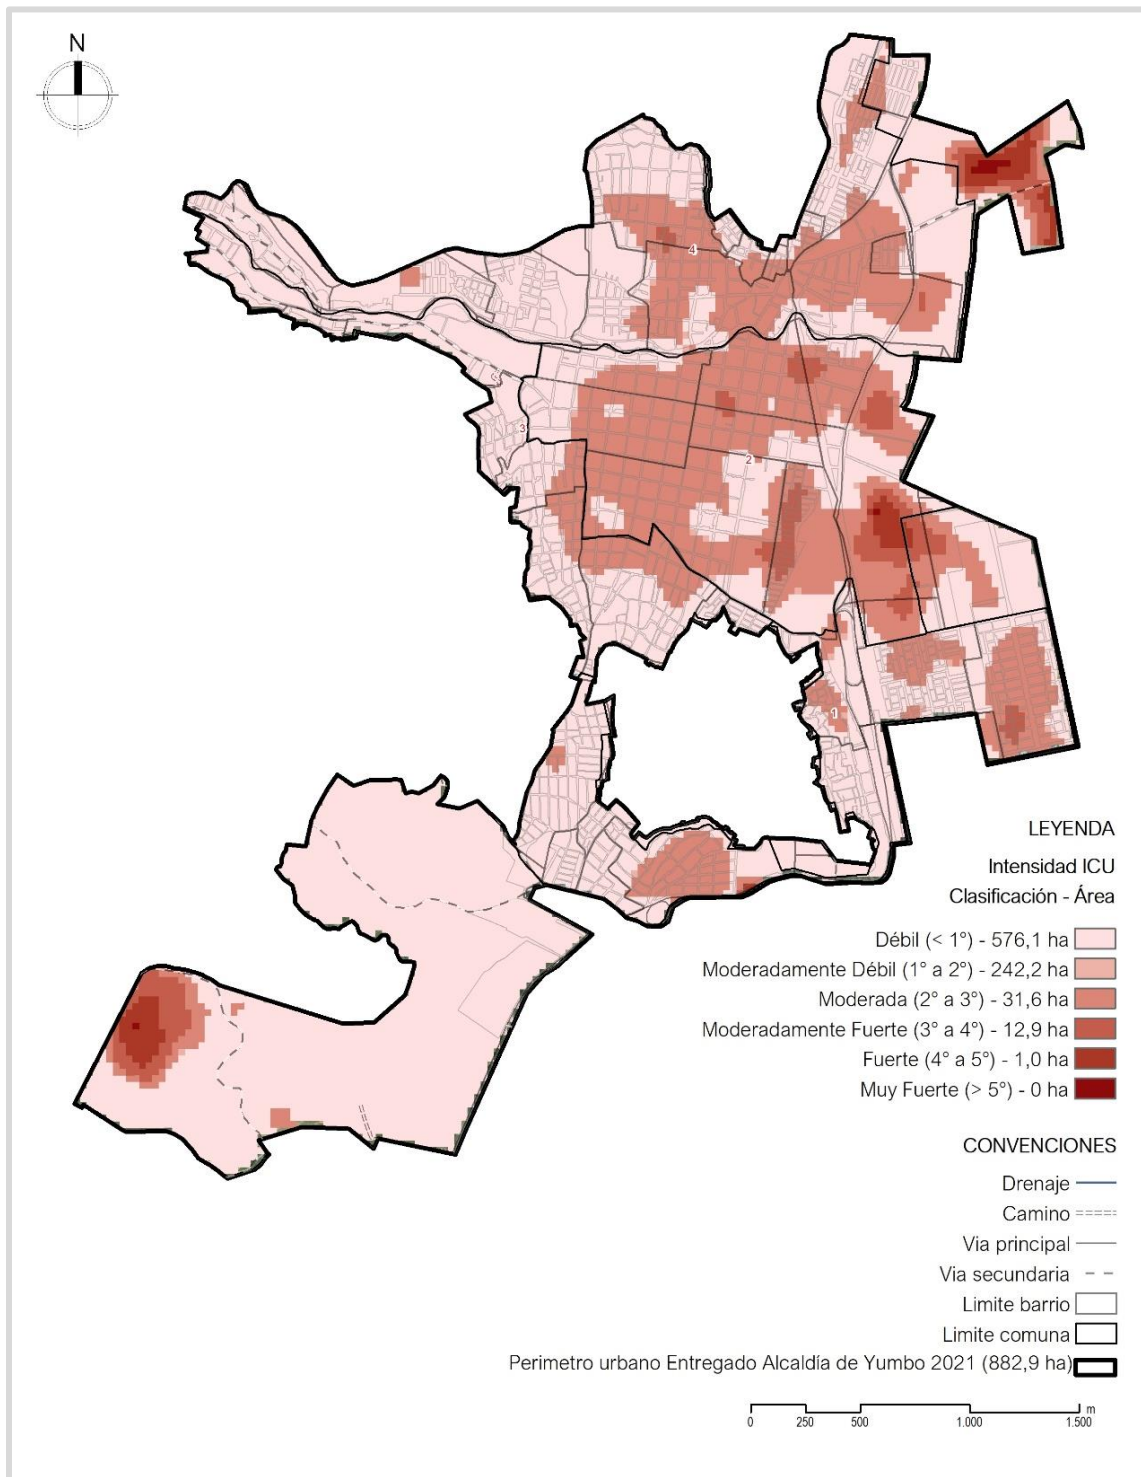 N
4
3
2
1
LEYENDA
Intensidad ICU
Clasificación - Área
Débil (< 1°) - 576,1 ha
Moderadamente Débil (1° a 2°) - 242,2 ha
Moderada (2° a 3°) - 31,6 ha
Moderadamente Fuerte (3° a 4°) - 12,9 ha
Fuerte (4° a 5°) - 1,0 ha
Muy Fuerte (> 5°) - 0 ha
CONVENCIONES
Drenaje
Camino
Via principal
Via secundaria
Limite barrio
Limite comuna
Perimetro urbano Entregado Alcaldía de Yumbo 2021 (882,9 ha)
m
0 250 500 1.000 1.500